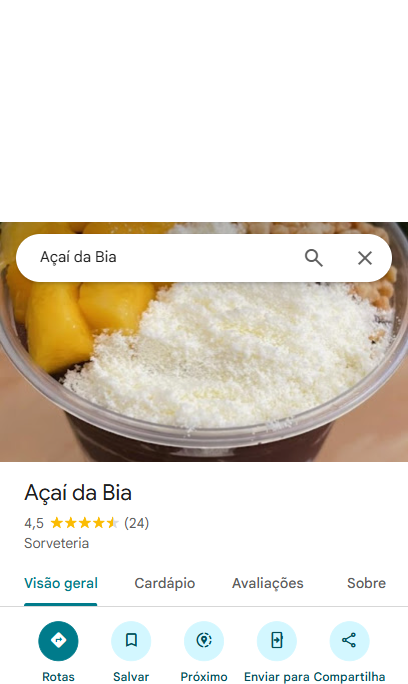 Açaí da Bia
Açaí da Bia
4,5 (24)
Sorveteria
Visão geral Cardápio Avaliações Sobre
Rotas Salvar Próximo Enviar para Compartilha